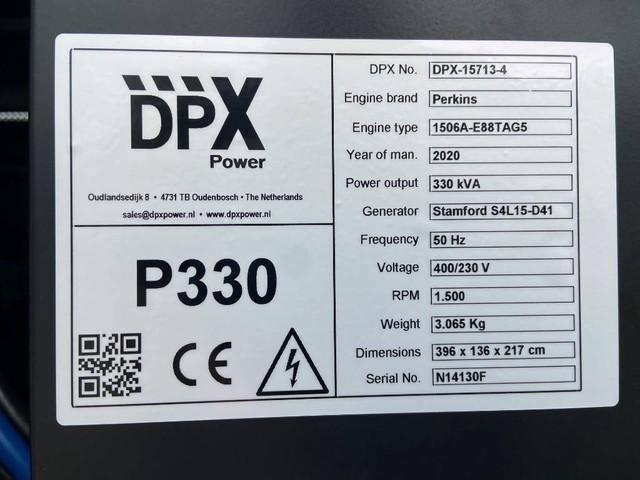 DPX
Power
Oudlandsedijk 8 • 4731 TB Oudenbosch • The Netherlands
sales@dpxpower.nl • www.dpxpower.nl
P330
CE
DPX No. DPX-15713-4
Engine brand Perkins
Engine type 1506A-E88TAG5
Year of man. 2020
Power output 330 kVA
Generator Stamford S4L15-D41
Frequency 50 Hz
Voltage 400/230 V
RPM 1.500
Weight 3.065 Kg
Dimensions 396 x 136 x 217 cm
Serial No. N14130F